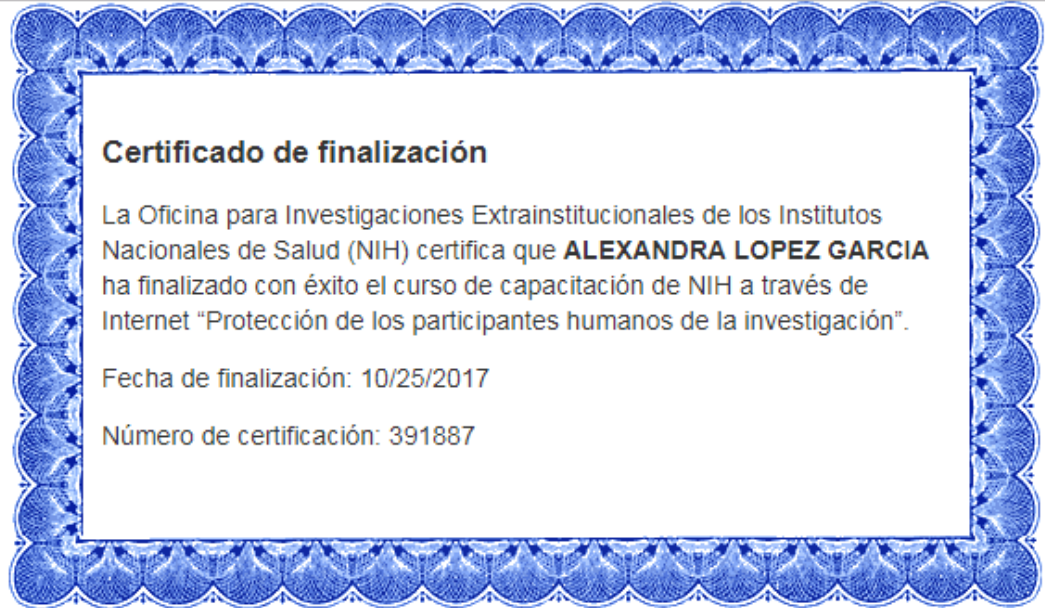 Certificado de finalización
La Oficina para Investigaciones Extrainstitucionales de los Institutos
Nacionales de Salud (NIH) certifica que ALEXANDRA LOPEZ GARCIA
ha finalizado con éxito el curso de capacitación de NIH a través de
Internet “Protección de los participantes humanos de la investigación”.
Fecha de finalización: 10/25/2017
Número de certificación: 391887